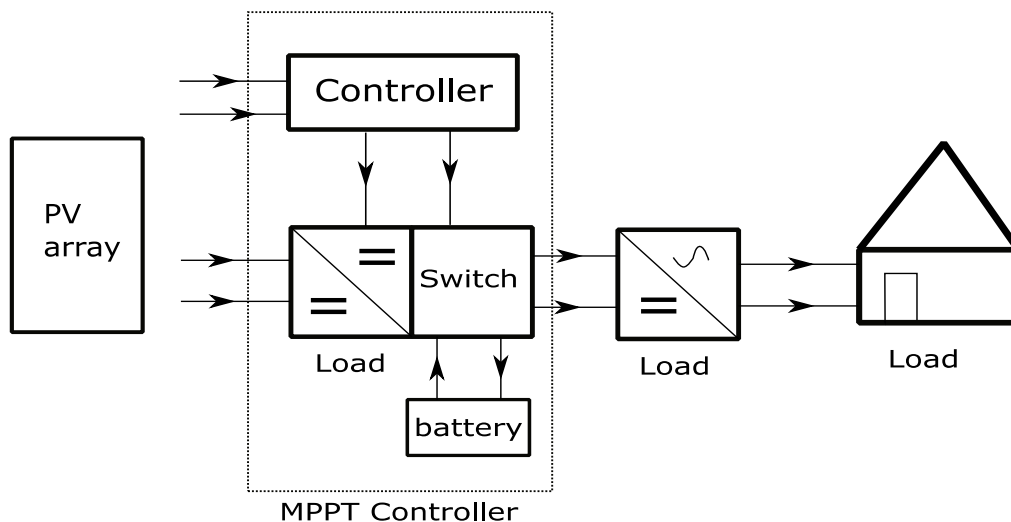 Controller
PV
array
Switch
Load
Load
Load
battery
MPPT Controller